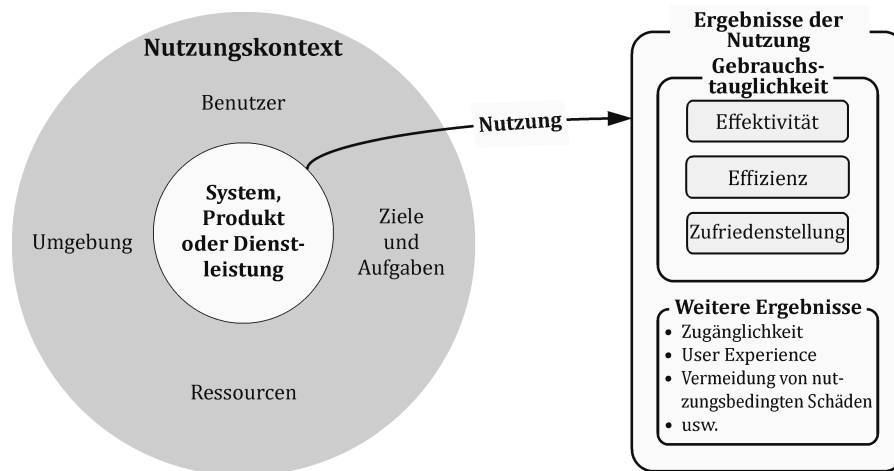 Nutzungskontext
Benutzer
Umgebung
System,
Produkt
oder Dienst-
leistung
Ziele
und
Aufgaben
Ressourcen
Nutzung
Ergebnisse der
Nutzung
Gebrauchs-
tauglichkeit
Effektivität
Effizienz
Zufriedenstellung
Weitere Ergebnisse
• Zugänglichkeit
• User Experience
• Vermeidung von nut-
zungsbedingten Schäden
• usw.